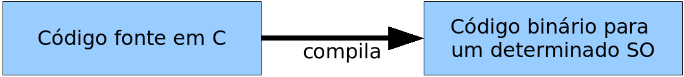 Código fonte em C
compila
Código binário para
um determinado SO